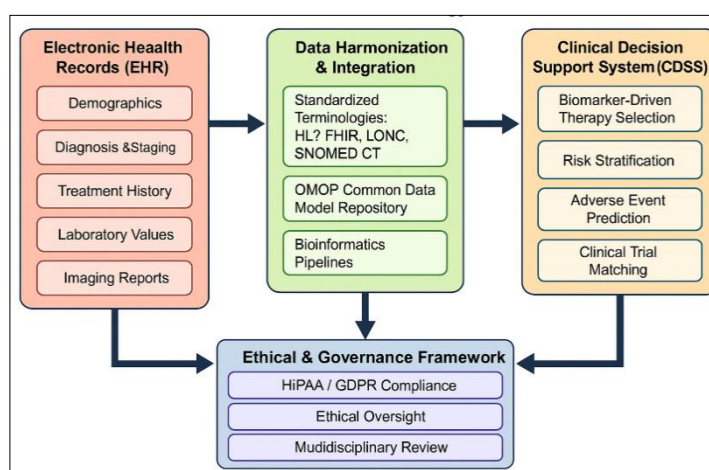 Electronic Heaalth
Records (EHR)
Demographics
Diagnosis &Staging
Treatment History
Laboratory Values
Imaging Reports
Data Harmonization
& Integration
Standardized
Terminologies:
HL? FHIR, LONC,
SNOMED CT
OMOP Common Data
Model Repository
Bioinformatics
Pipelines
Clinical Decision
Support System (CDSS)
Biomarker-Driven
Therapy Selection
Risk Stratification
Adverse Event
Prediction
Clinical Trial
Matching
Ethical & Governance Framework
HiPAA / GDPR Compliance
Ethical Oversight
Mudidisciplinary Review